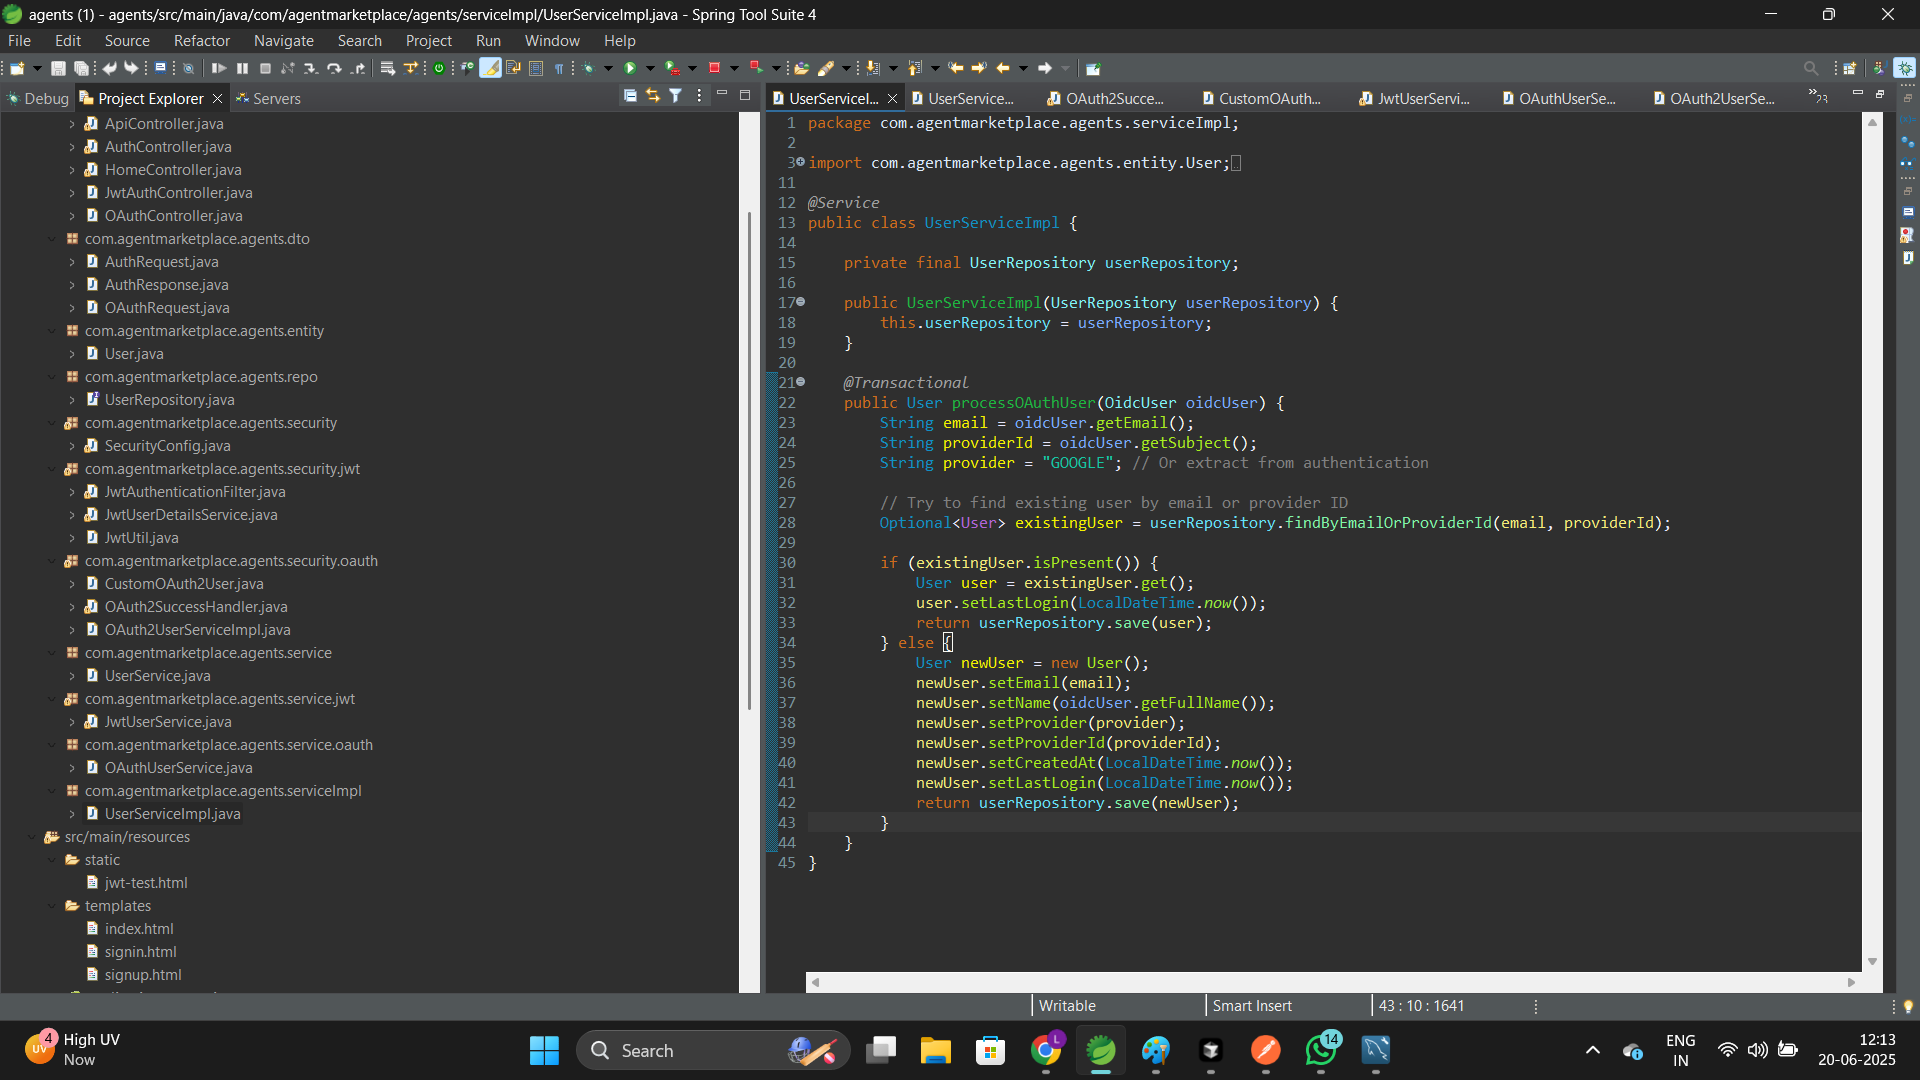 agents (1) - agents/src/main/java/com/agentmarketplace/agents/serviceImpl/UserServiceImpl.java - Spring Tool Suite 4
File Edit Source Refactor Navigate Search Project Run Window Help
Debug Project Explorer Servers
ApiController.java
AuthController.java
HomeController.java
JwtAuthController.java
OAuthController.java
com.agentmarketplace.agents.dto
AuthRequest.java
AuthResponse.java
OAuthRequest.java
com.agentmarketplace.agents.entity
User.java
com.agentmarketplace.agents.repo
UserRepository.java
com.agentmarketplace.agents.security
SecurityConfig.java
com.agentmarketplace.agents.security.jwt
JwtAuthenticationFilter.java
JwtUserDetailsService.java
JwtUtil.java
com.agentmarketplace.agents.security.oauth
CustomOAuth2User.java
OAuth2SuccessHandler.java
OAuth2UserServiceImpl.java
com.agentmarketplace.agents.service
UserService.java
com.agentmarketplace.agents.service.jwt
JwtUserService.java
com.agentmarketplace.agents.service.oauth
OAuthUserService.java
com.agentmarketplace.agents.serviceImpl
UserServiceImpl.java
src/main/resources
static
jwt-test.html
templates
index.html
signin.html
signup.html
UserServiceI... UserService... OAuth2Succe... CustomOAuth... JwtUserServi... OAuthUserSe... OAuth2UserSe... »23
1 package com.agentmarketplace.agents.serviceImpl;
2
3 import com.agentmarketplace.agents.entity.User;
11
12 @Service
13 public class UserServiceImpl {
14
15 private final UserRepository userRepository;
16
17 public UserServiceImpl(UserRepository userRepository) {
18 this.userRepository = userRepository;
19 }
20
21 @Transactional
22 public User processOAuthUser(OidcUser oidcUser) {
23 String email = oidcUser.getEmail();
24 String providerId = oidcUser.getSubject();
25 String provider = "GOOGLE"; // Or extract from authentication
26
27 // Try to find existing user by email or provider ID
28 Optional<User> existingUser = userRepository.findByEmailOrProviderId(email, providerId);
29
30 if (existingUser.isPresent()) {
31 User user = existingUser.get();
32 user.setLastLogin(LocalDateTime.now());
33 return userRepository.save(user);
34 } else {
35 User newUser = new User();
36 newUser.setEmail(email);
37 newUser.setName(oidcUser.getFullName());
38 newUser.setProvider(provider);
39 newUser.setProviderId(providerId);
40 newUser.setCreatedAt(LocalDateTime.now());
41 newUser.setLastLogin(LocalDateTime.now());
42 return userRepository.save(newUser);
43 }
44 }
45 }
Writable Smart Insert 43 : 10 : 1641
4 UV High UV
Now
Search
L
14
ENG
IN
12:13
20-06-2025